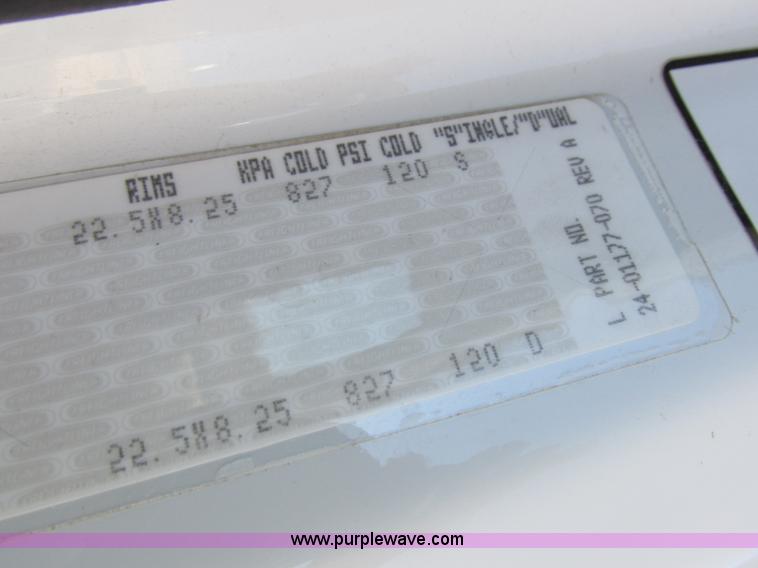 RIMS KPA COLD PSI COLD "S"INGLE/"D"UAL
22.5X8.25 827 120 S
22.5X8.25 827 120 D
L PART NO.
24-01177-070 REV A
www.purplewave.com